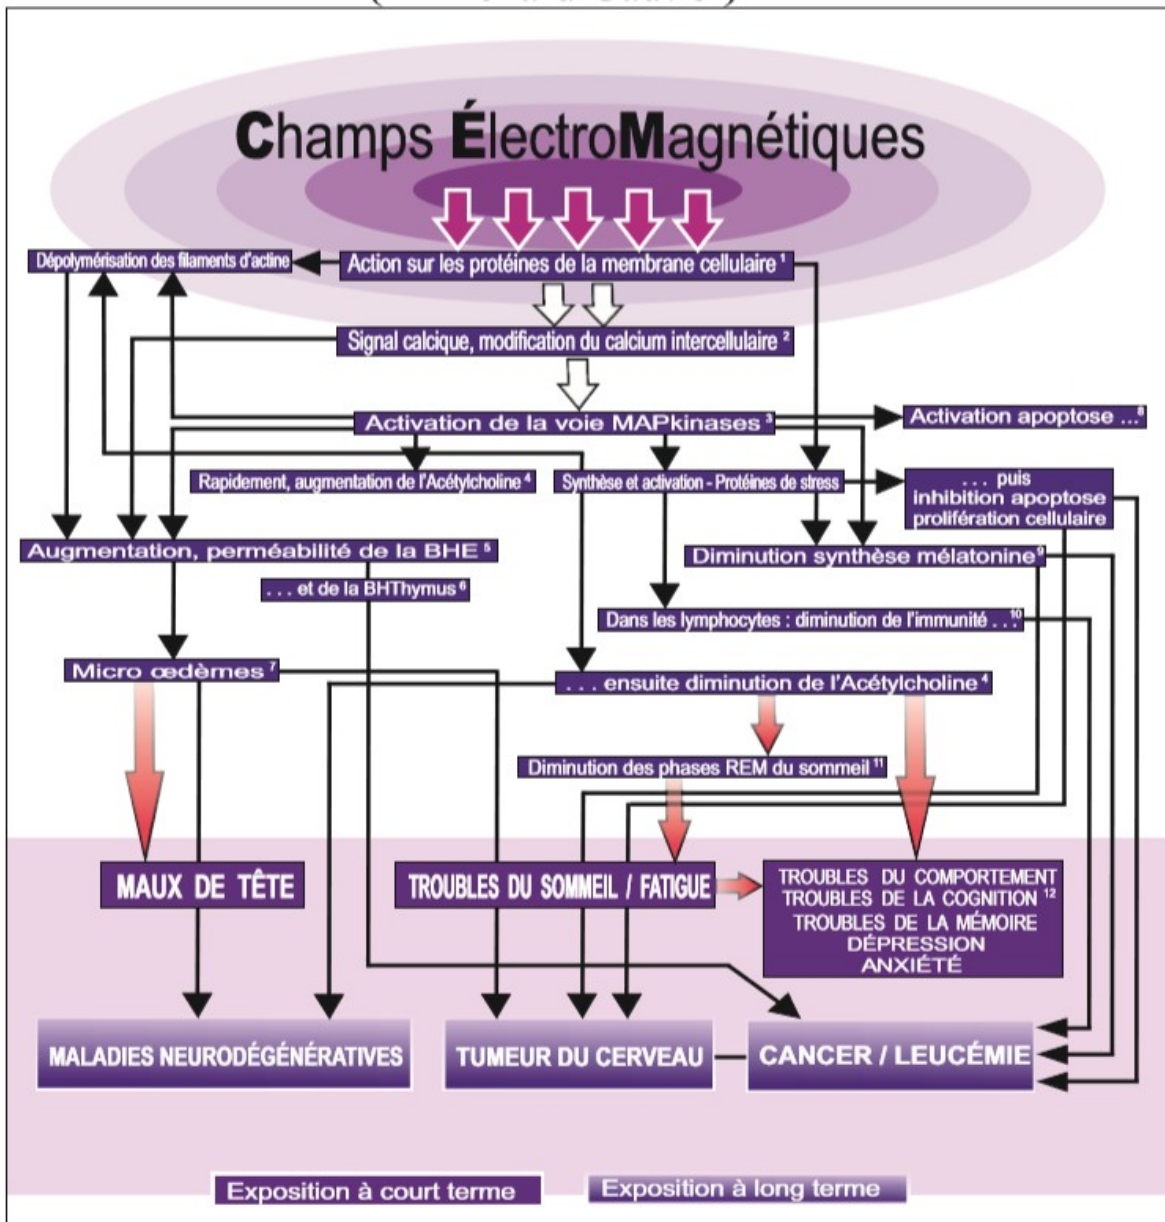 Champs ÉlectroMagnétiques
Dépolymérisation des filaments d'actine
Action sur les protéines de la membrane cellulaire 1
Signal calcique, modification du calcium intercellulaire 2
Activation de la voie MAPkinases 3
Activation apoptose ... 8
Rapidement, augmentation de l'Acétylcholine 4
Synthèse et activation - Protéines de stress
. . . puis
inhibition apoptose
prolifération cellulaire
Augmentation, perméabilité de la BHE 5
Diminution synthèse mélatonine 9
. . . et de la BHThymus 6
Dans les lymphocytes : diminution de l'immunité . . . 10
Micro œdèmes 7
. . . ensuite diminution de l'Acétylcholine 4
Diminution des phases REM du sommeil 11
MAUX DE TÊTE
TROUBLES DU SOMMEIL / FATIGUE
TROUBLES DU COMPORTEMENT
TROUBLES DE LA COGNITION 12
TROUBLES DE LA MÉMOIRE
DÉPRESSION
ANXIÉTÉ
MALADIES NEURODÉGÉNÉRATIVES
TUMEUR DU CERVEAU
CANCER / LEUCÉMIE
Exposition à court terme
Exposition à long terme